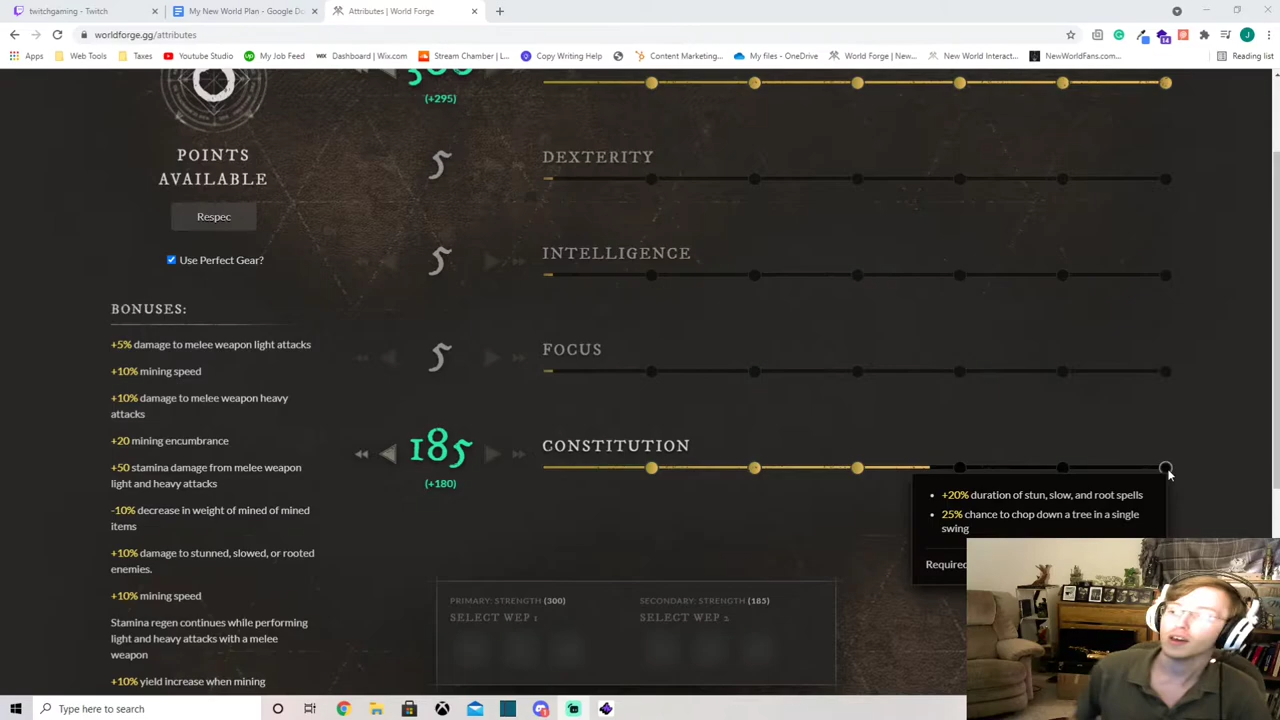 twitchgaming - Twitch
My New World Plan - Google Do
Attributes | World Forge
worldforge.gg/attributes
Apps
Web Tools
Taxes
Youtube Studio
My Job Feed
Dashboard | Wix.com
Stream Chamber | L...
Copy Writing Help
Content Marketing...
My files - OneDrive
World Forge | New...
New World Interact...
NewWorldFans.com...
Reading list
300
(+295)
POINTS
AVAILABLE
Respec
Use Perfect Gear?
BONUSES:
+5% damage to melee weapon light attacks
+10% mining speed
+10% damage to melee weapon heavy
attacks
+20 mining encumbrance
+50 stamina damage from melee weapon
light and heavy attacks
-10% decrease in weight of mined of mined
items
+10% damage to stunned, slowed, or rooted
enemies.
+10% mining speed
Stamina regen continues while performing
light and heavy attacks with a melee
weapon
+10% yield increase when mining
5
DEXTERITY
5
INTELLIGENCE
5
FOCUS
185
(+180)
CONSTITUTION
+20% duration of stun, slow, and root spells
25% chance to chop down a tree in a single
swing
Required
PRIMARY: STRENGTH (300)
SELECT WEP 1
SECONDARY: STRENGTH (185)
SELECT WEP 2
Type here to search